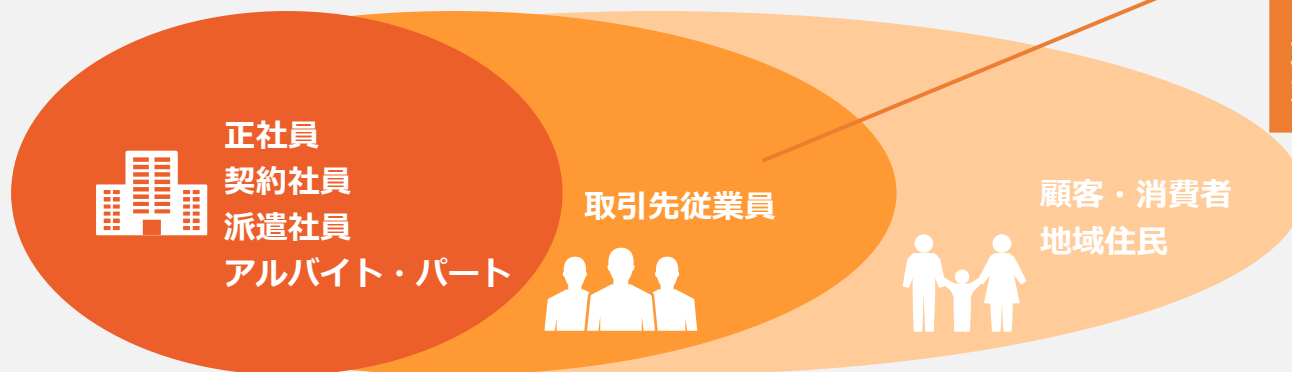 正社員
契約社員
派遣社員
アルバイト・パート
取引先従業員
顧客・消費者
地域住民